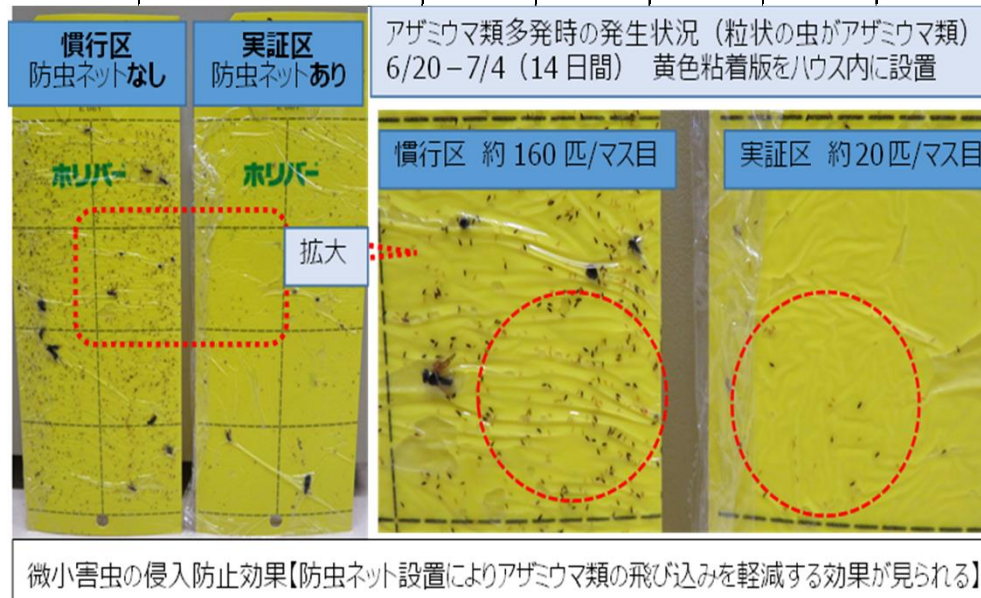 慣行区
防虫ネットなし
実証区
防虫ネットあり
アザミウマ類多発時の発生状況（粒状の虫がアザミウマ類）
6/20－7/4（14日間）　黄色粘着版をハウス内に設置
ホリバー
ホリバー
拡大
慣行区 約160匹/マス目
実証区 約20匹/マス目
微小害虫の侵入防止効果【防虫ネット設置によりアザミウマ類の飛び込みを軽減する効果が見られる】